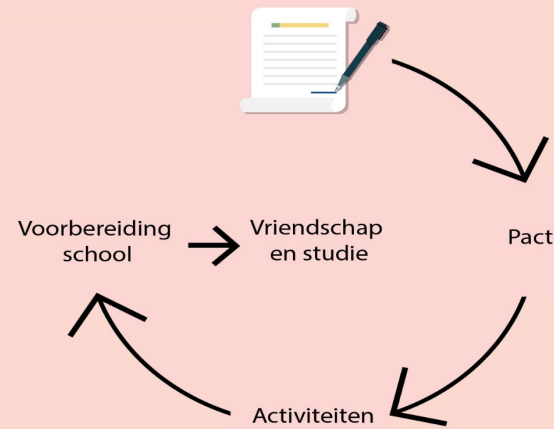 Voorbereiding
school
Vriendschap
en studie
Pact
Activiteiten